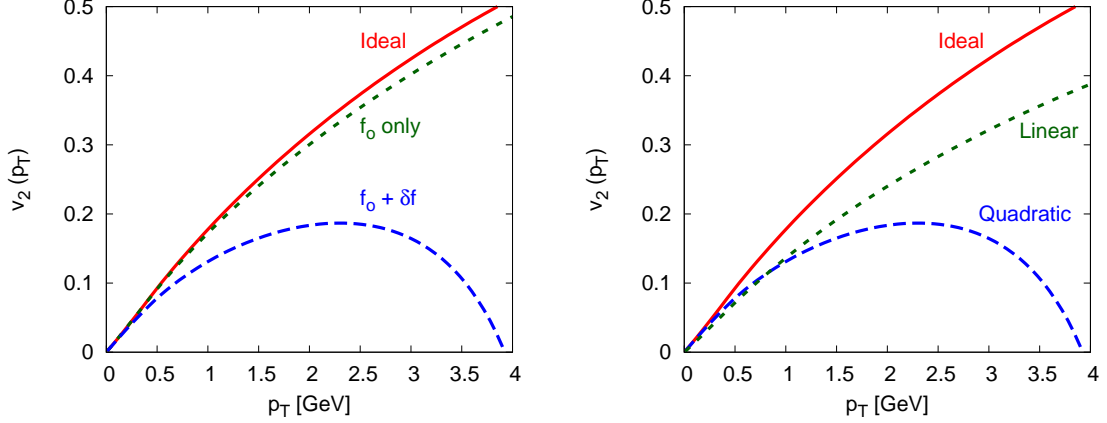 0.5
0.4
0.3
0.2
0.1
0
v2 (pT)
Ideal
fo only
fo + δf
0 0.5 1 1.5 2 2.5 3 3.5 4
pT [GeV]
0.5
0.4
0.3
0.2
0.1
0
v2 (pT)
Ideal
Linear
Quadratic
0 0.5 1 1.5 2 2.5 3 3.5 4
pT [GeV]